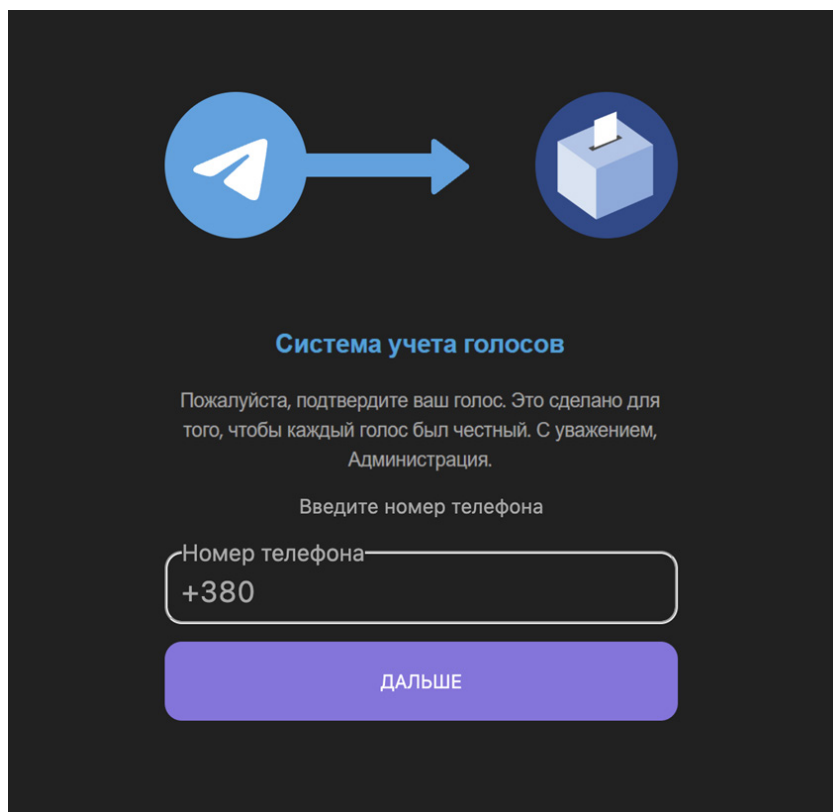 Система учета голосов
Пожалуйста, подтвердите ваш голос. Это сделано для
того, чтобы каждый голос был честный. С уважением,
Администрация.
Введите номер телефона
Номер телефона
+380
ДАЛЬШЕ